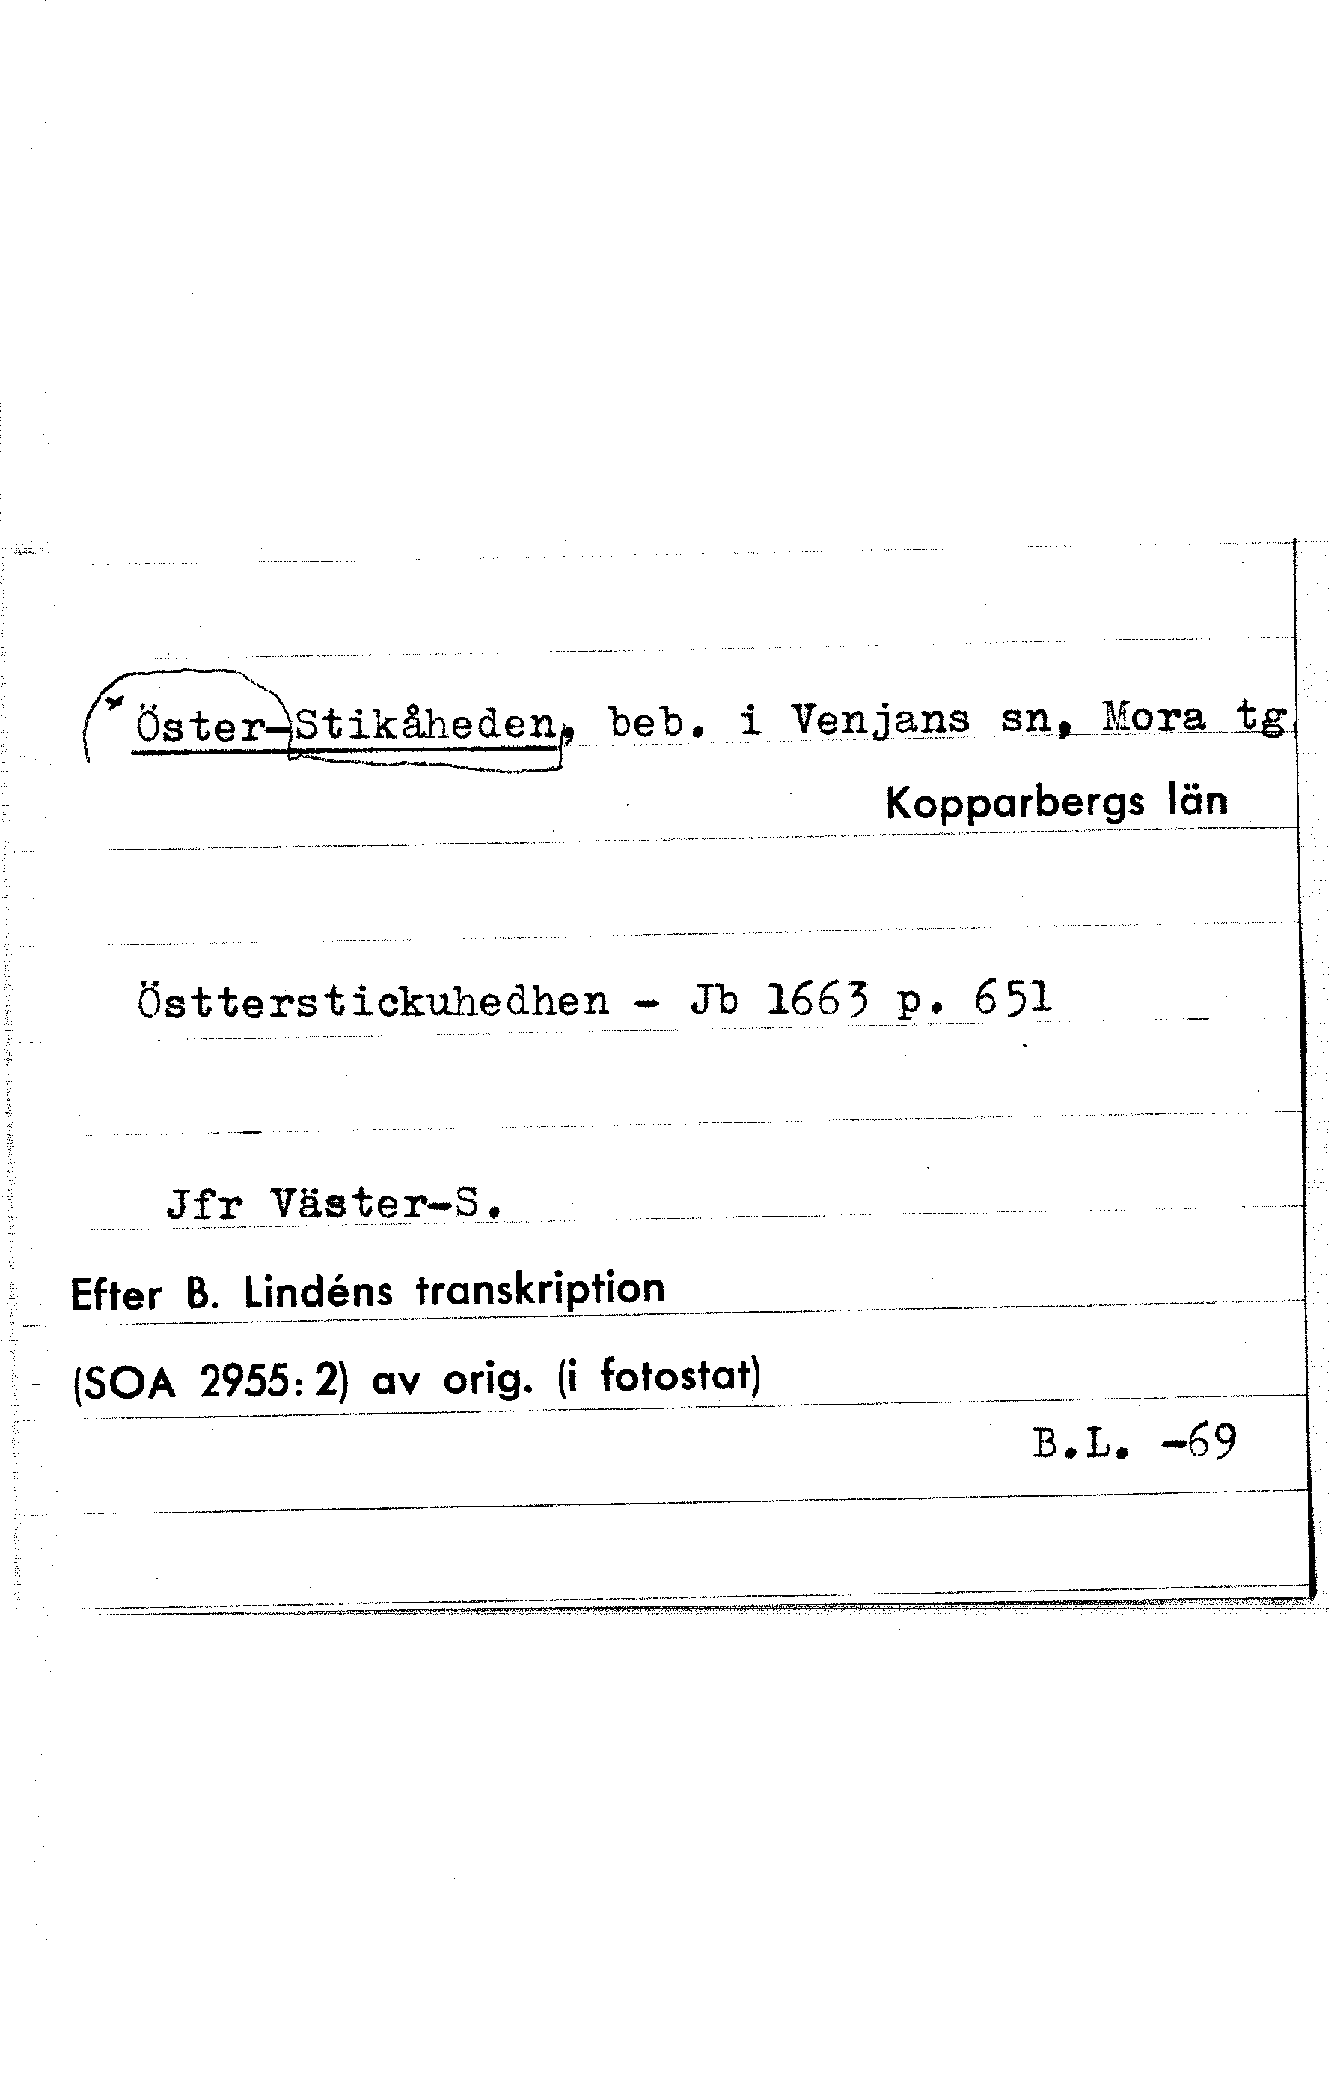 *Öster-Stikåheden, beb. i Venjans sn, Mora tg
Kopparbergs län
Östterstickuhedhen - Jb 1663 p. 651
Jfr Väster-S.
Efter B. Lindéns transkription
(SOA 2955:2) av orig. (i fotostat)
B.L. -69